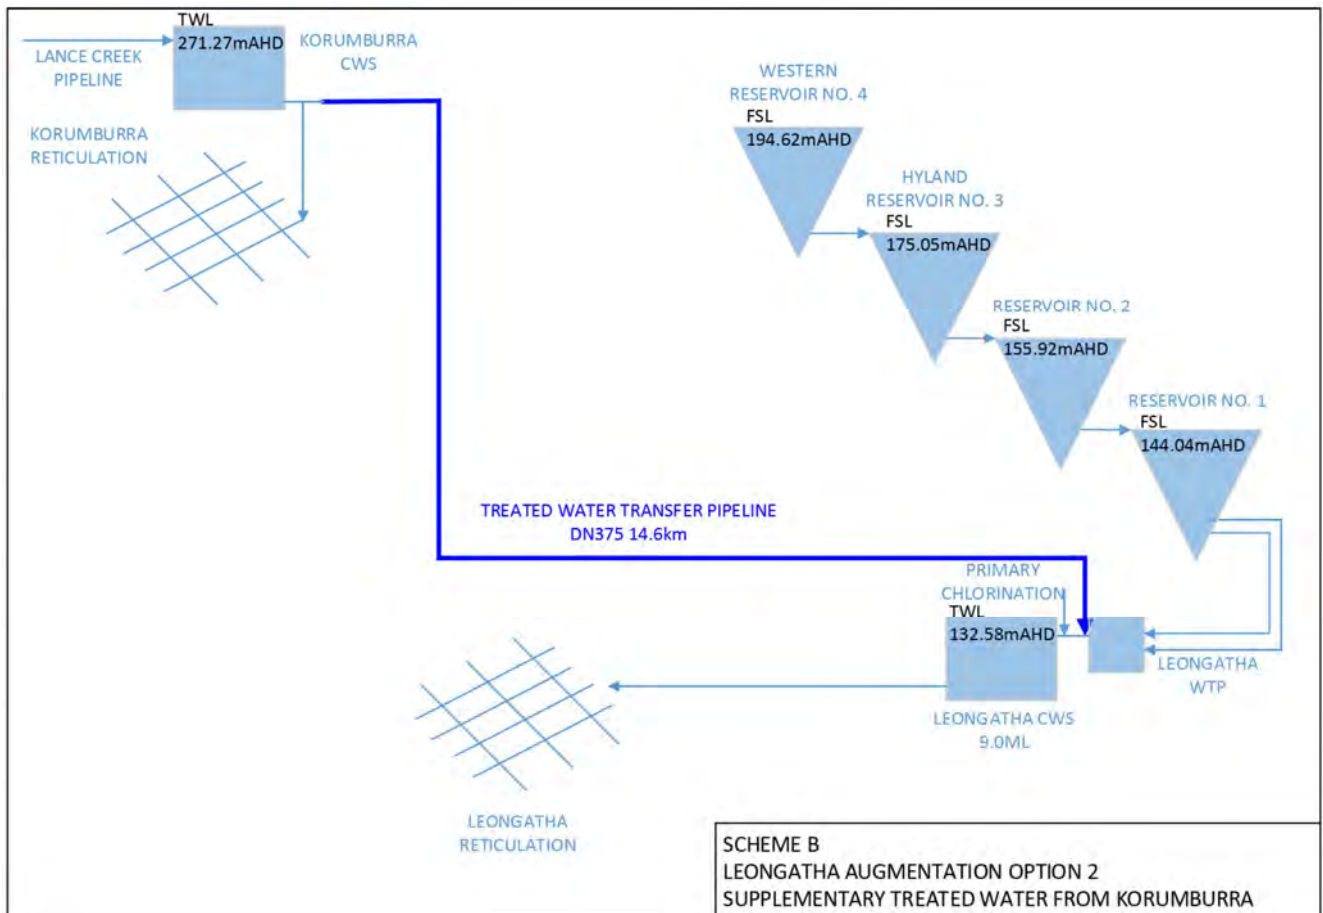 TWL
271.27mAHD
LANCE CREEK
PIPELINE
KORUMBURRA
CWS
KORUMBURRA
RETICULATION
WESTERN
RESERVOIR NO. 4
FSL
194.62mAHD
HYLAND
RESERVOIR NO. 3
FSL
175.05mAHD
RESERVOIR NO. 2
FSL
155.92mAHD
RESERVOIR NO. 1
FSL
144.04mAHD
TREATED WATER TRANSFER PIPELINE
DN375 14.6km
PRIMARY
CHLORINATION
TWL
132.58mAHD
LEONGATHA
WTP
LEONGATHA CWS
9.0ML
LEONGATHA
RETICULATION
SCHEME B
LEONGATHA AUGMENTATION OPTION 2
SUPPLEMENTARY TREATED WATER FROM KORUMBURRA